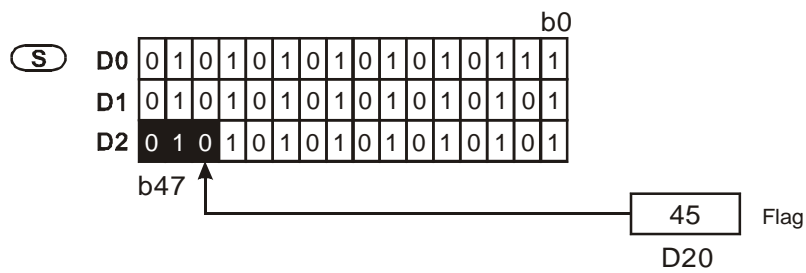 b0
S D0 0 1 0 1 0 1 0 1 0 1 0 1 0 1 1 1
D1 0 1 0 1 0 1 0 1 0 1 0 1 0 1 0 1
D2 0 1 0 1 0 1 0 1 0 1 0 1 0 1 0 1
b47
45 Flag
D20